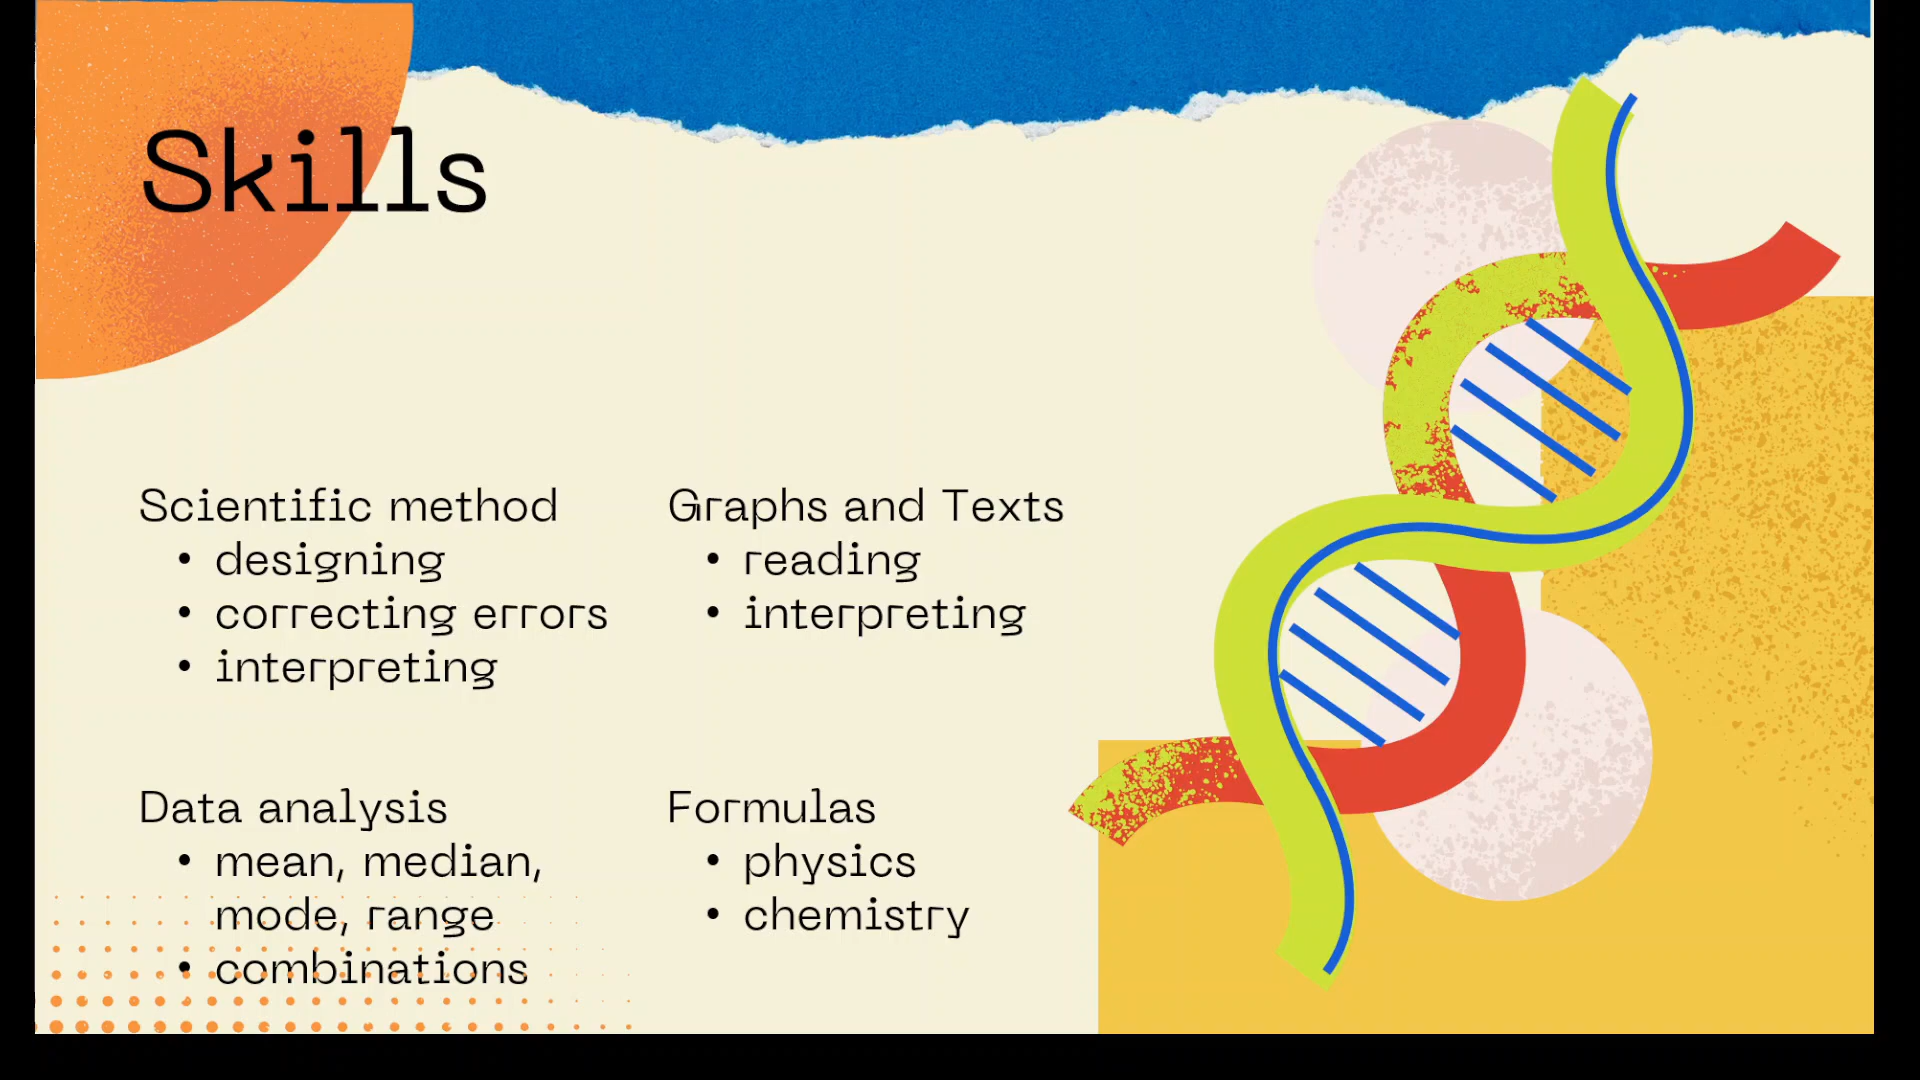 Skills
Scientific method
• designing
• correcting errors
• interpreting
Graphs and Texts
• reading
• interpreting
Data analysis
• mean, median,
mode, range
• combinations
Formulas
• physics
• chemistry